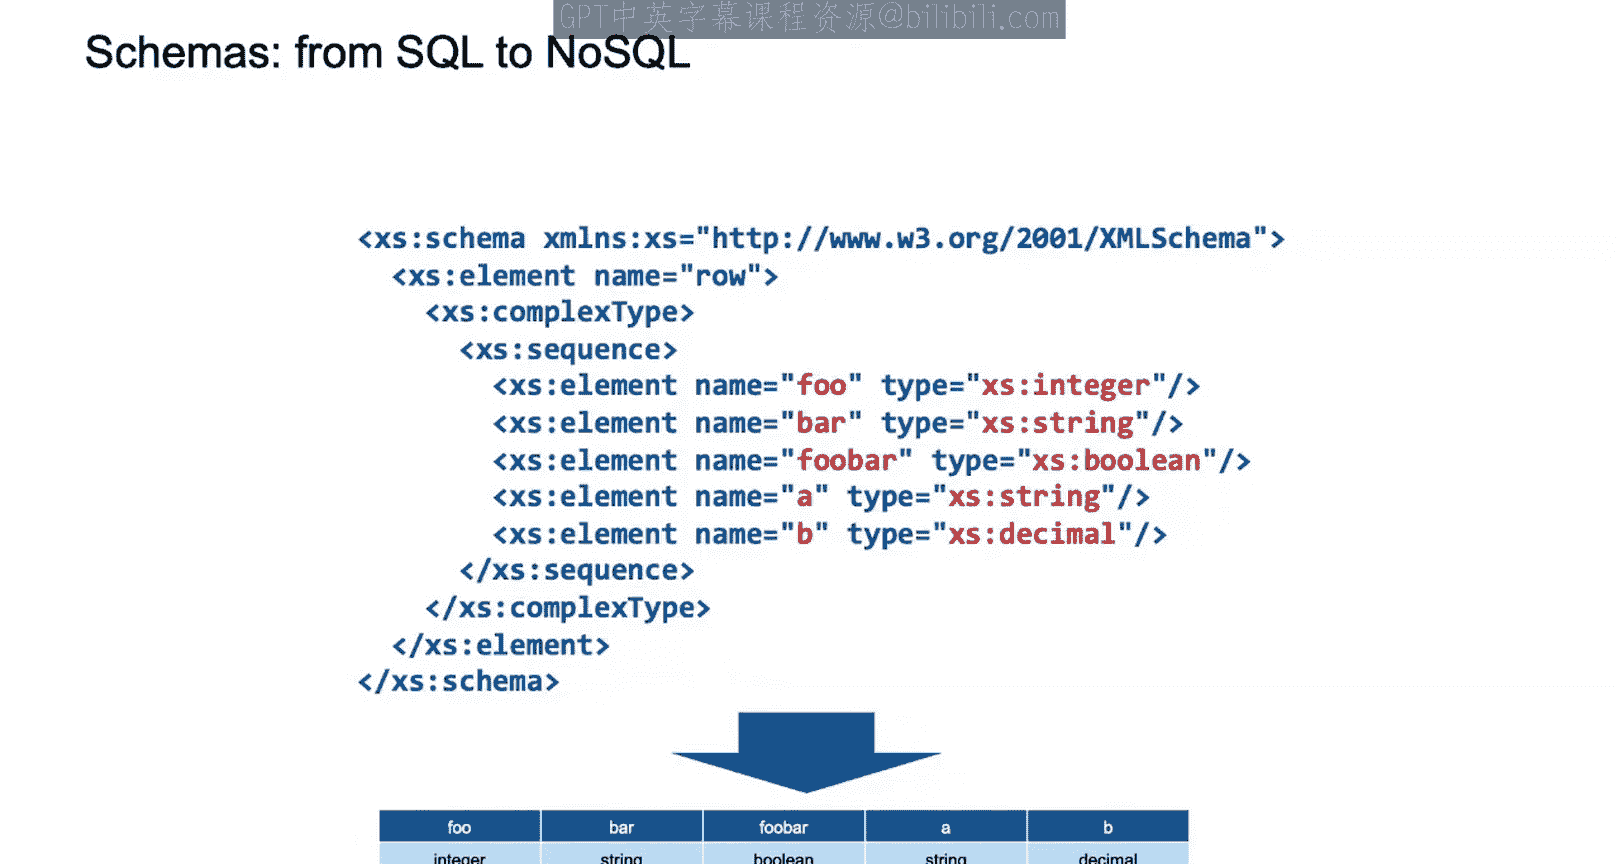 GPT中英字幕课程资源@bilibili.com
Schemas: from SQL to NoSQL
<xs:schema xmlns:xs="http://www.w3.org/2001/XMLSchema">
<xs:element name="row">
<xs:complexType>
<xs:sequence>
<xs:element name="foo" type="xs:integer"/>
<xs:element name="bar" type="xs:string"/>
<xs:element name="foobar" type="xs:boolean"/>
<xs:element name="a" type="xs:string"/>
<xs:element name="b" type="xs:decimal"/>
</xs:sequence>
</xs:complexType>
</xs:element>
</xs:schema>
foo bar foobar a b
integer string boolean string decimal